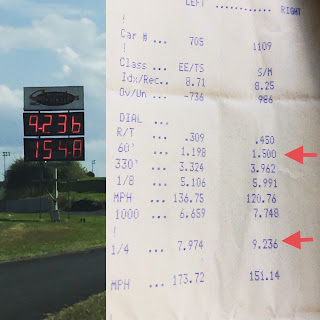 9.236
154.8
LEFT ............ RIGHT
!
Car # ... 705 1109
!
Class ... EE/TS S/M
Idx/Rec.. 8.71 8.25
Ov/Un ... -736 986
DIAL ...
R/T ... .309 .450
60' ... 1.198 1.500
330' ... 3.324 3.962
1/8 ... 5.106 5.991
MPH ... 136.75 120.76
1000 ... 6.659 7.748
!
1/4 ... 7.974 9.236
MPH 173.72 151.14